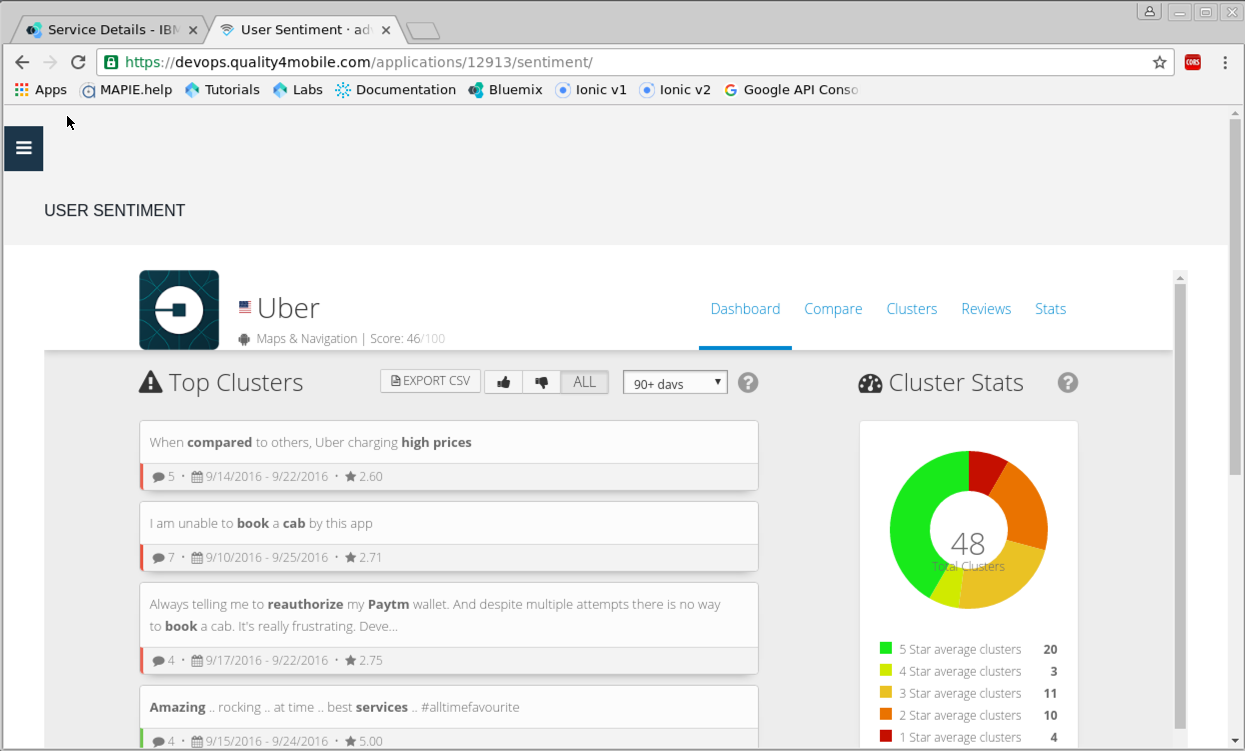 Service Details - IBM
User Sentiment · adv
https://devops.quality4mobile.com/applications/12913/sentiment/
CORS
Apps MAPIE.help Tutorials Labs Documentation Bluemix Ionic v1 Ionic v2 Google API Conso
USER SENTIMENT
Uber
Dashboard Compare Clusters Reviews Stats
Maps & Navigation | Score: 46/100
Top Clusters EXPORT CSV ALL 90+ days ?
Cluster Stats ?
When compared to others, Uber charging high prices
5 • 9/14/2016 - 9/22/2016 • 2.60
I am unable to book a cab by this app
7 • 9/10/2016 - 9/25/2016 • 2.71
Always telling me to reauthorize my Paytm wallet. And despite multiple attempts there is no way
to book a cab. It's really frustrating. Deve...
4 • 9/17/2016 - 9/22/2016 • 2.75
Amazing .. rocking .. at time .. best services .. #alltimefavourite
4 • 9/15/2016 - 9/24/2016 • 5.00
48
Total Clusters
5 Star average clusters 20
4 Star average clusters 3
3 Star average clusters 11
2 Star average clusters 10
1 Star average clusters 4